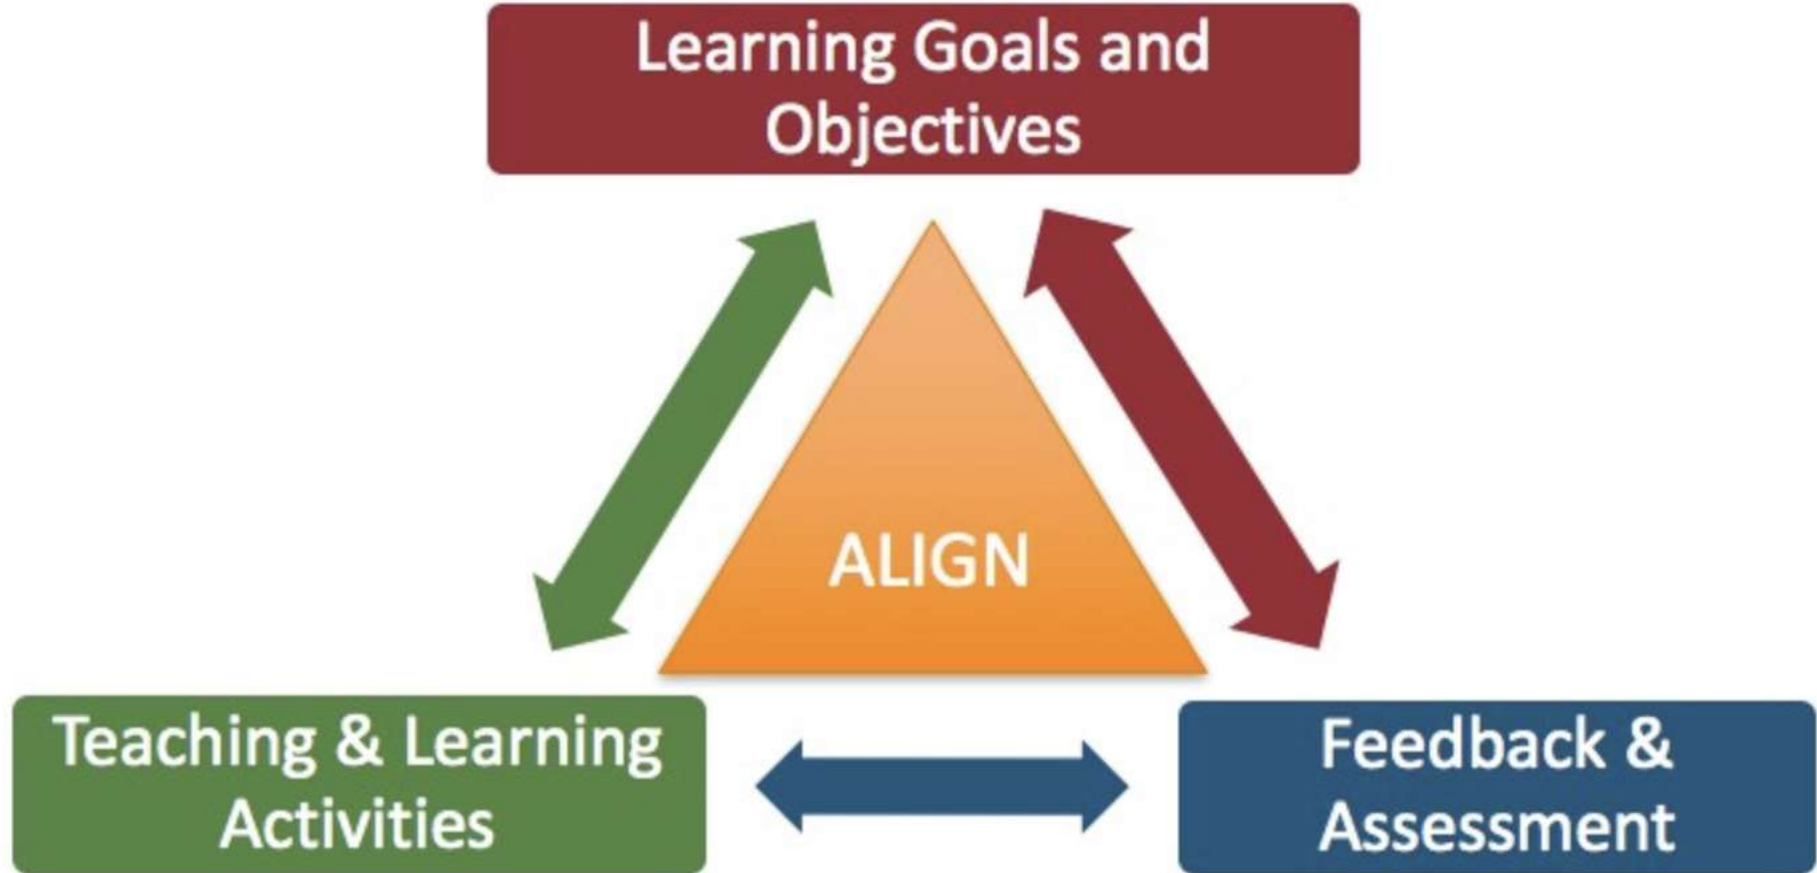 Learning Goals and
Objectives
ALIGN
Teaching & Learning
Activities
Feedback &
Assessment